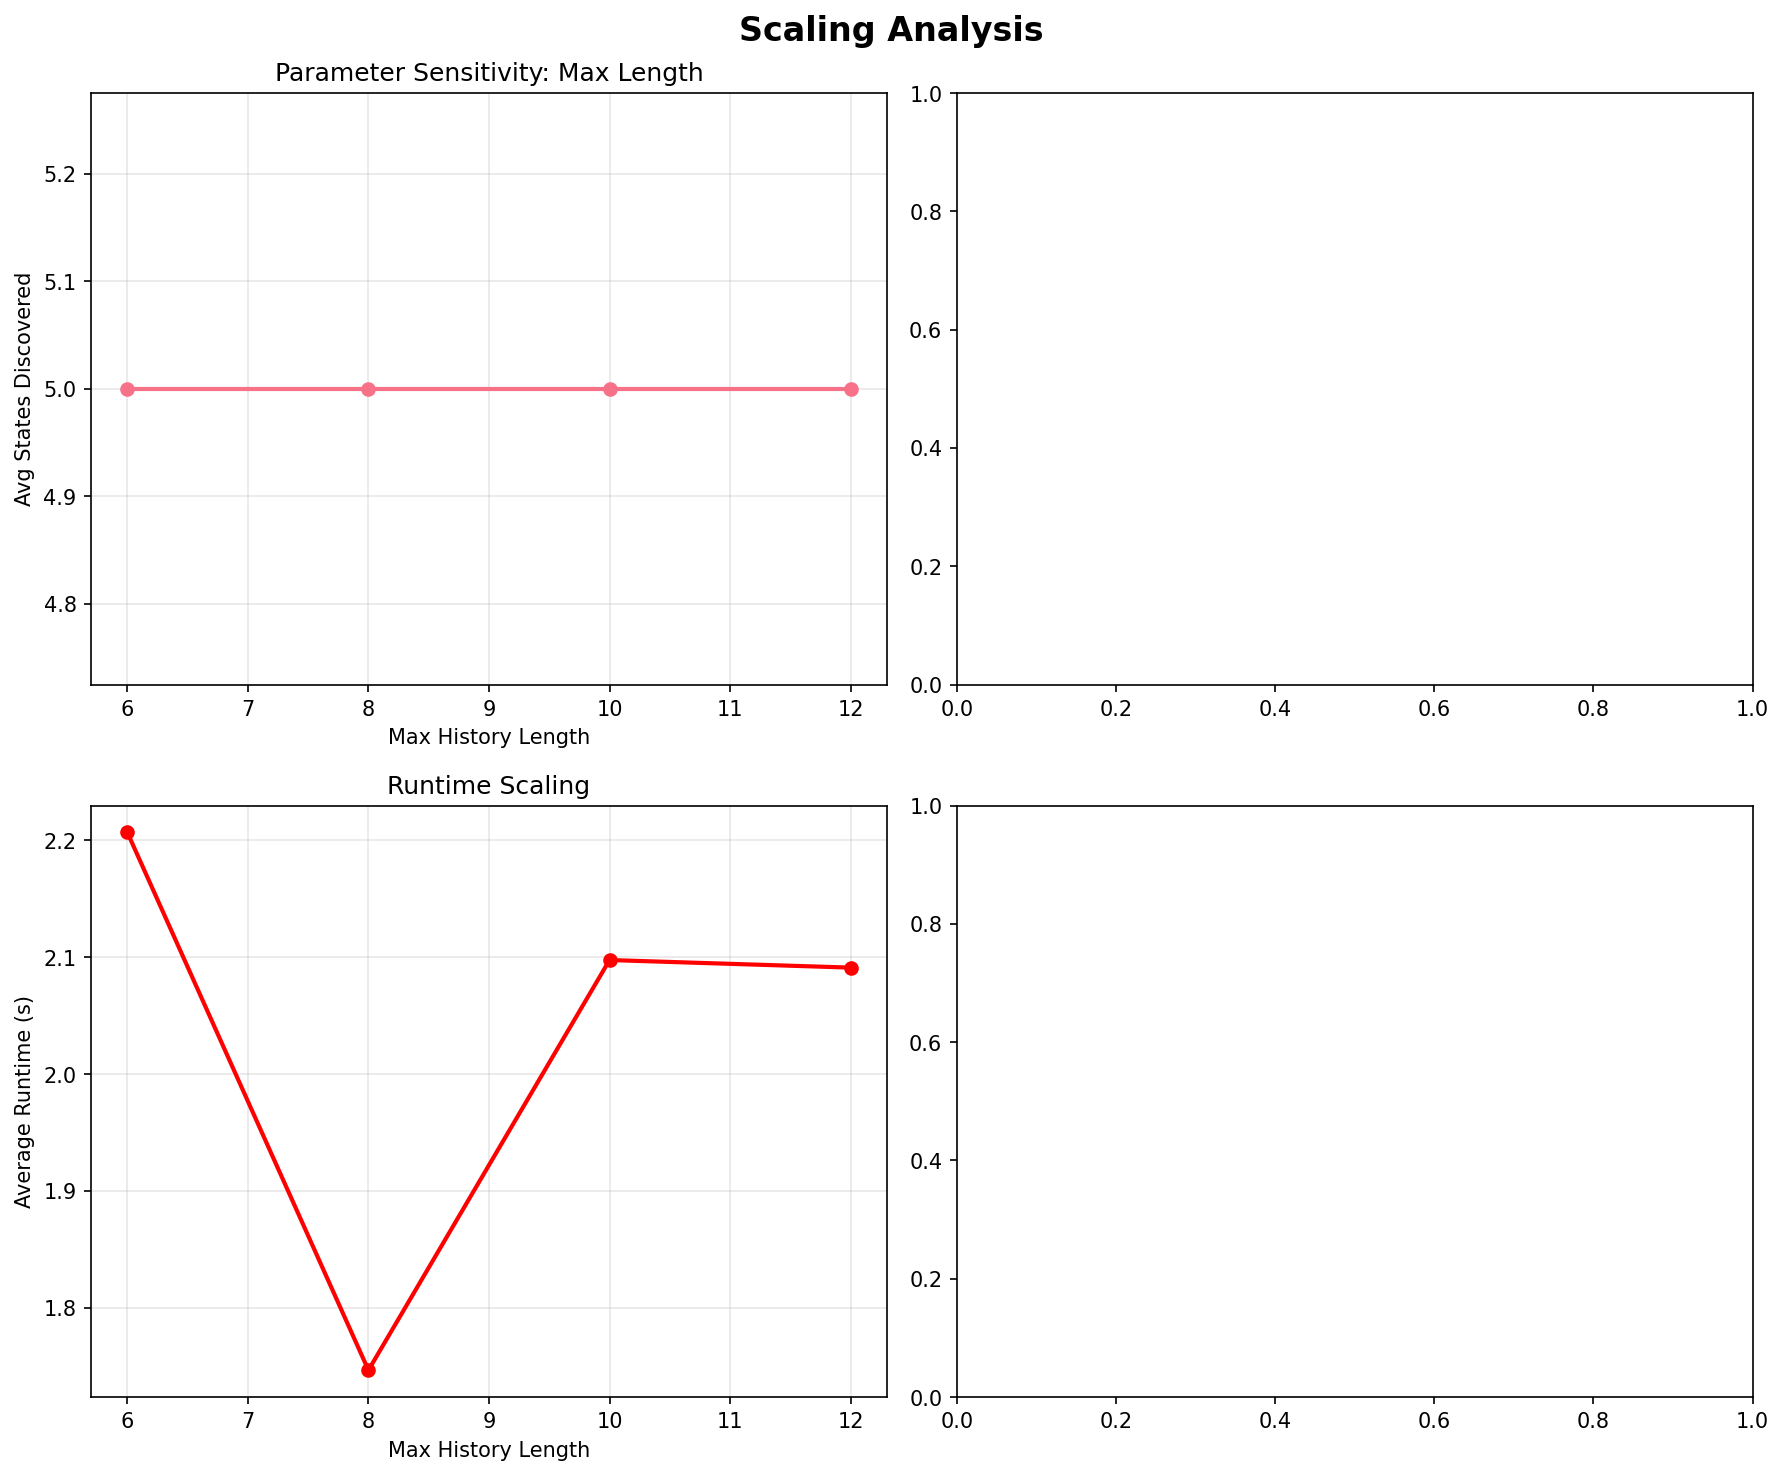 Scaling Analysis
Parameter Sensitivity: Max Length
Avg States Discovered
5.2
5.1
5.0
4.9
4.8
6 7 8 9 10 11 12
Max History Length
1.0
0.8
0.6
0.4
0.2
0.0
0.0 0.2 0.4 0.6 0.8 1.0
Runtime Scaling
Average Runtime (s)
2.2
2.1
2.0
1.9
1.8
6 7 8 9 10 11 12
Max History Length
1.0
0.8
0.6
0.4
0.2
0.0
0.0 0.2 0.4 0.6 0.8 1.0